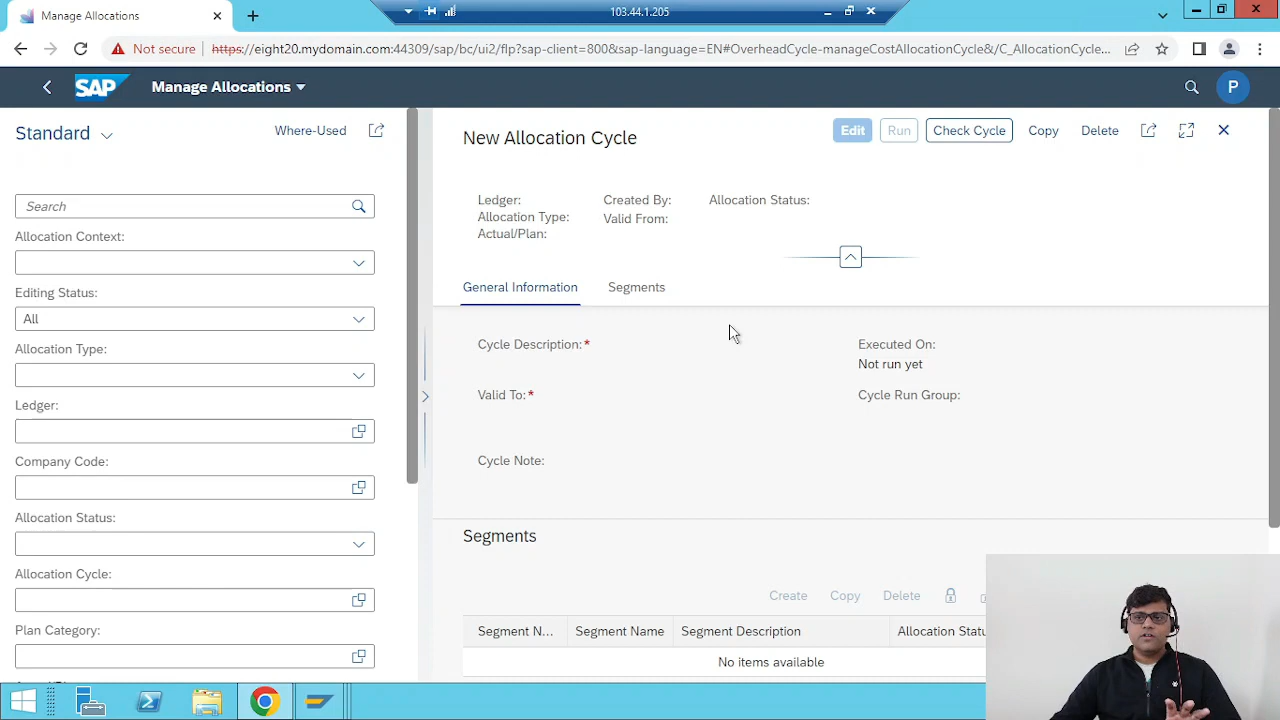 Manage Allocations
103.44.1.205
Not secure
https://eight20.mydomain.com:44309/sap/bc/ui2/flp?sap-client=800&sap-language=EN#OverheadCycle-manageCostAllocationCycle&/C_AllocationCycle...
SAP
Manage Allocations
P
Standard
Where-Used
Search
Allocation Context:
Editing Status:
All
Allocation Type:
Ledger:
Company Code:
Allocation Status:
Allocation Cycle:
Plan Category:
New Allocation Cycle
Edit
Run
Check Cycle
Copy
Delete
Ledger:
Created By:
Allocation Status:
Allocation Type:
Valid From:
Actual/Plan:
General Information
Segments
Cycle Description:*
Executed On:
Not run yet
Valid To:*
Cycle Run Group:
Cycle Note:
Segments
Create
Copy
Delete
Segment N...
Segment Name
Segment Description
Allocation Statu
No items available